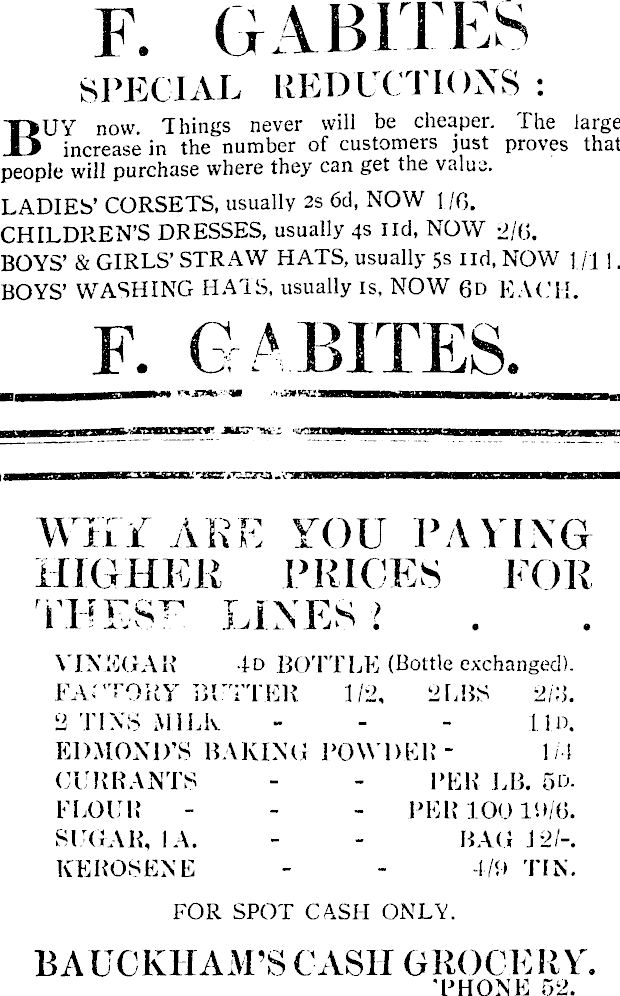 F. GABITES
SPECIAL REDUCTIONS :
BUY now. Things never will be cheaper. The large
increase in the number of customers just proves that
people will purchase where they can get the value.
LADIES' CORSETS, usually 2s 6d, NOW 1/6.
CHILDREN'S DRESSES, usually 4s 11d, NOW 2/6.
BOYS' & GIRLS' STRAW HATS, usually 5s 11d, NOW 1/11.
BOYS' WASHING HATS, usually 1s, NOW 6D EACH.
F. GABITES.
WHY ARE YOU PAYING
HIGHER PRICES FOR
THESE LINES? . .
VINEGAR 4D BOTTLE (Bottle exchanged).
FACTORY BUTTER 1/2, 2LBS 2/3.
2 TINS MILK - - - 11D.
EDMOND'S BAKING POWDER - 1/4
CURRANTS - - PER LB. 5D.
FLOUR - - - PER 100 19/6.
SUGAR, 1A. - - BAG 12/-.
KEROSENE - - 4/9 TIN.
FOR SPOT CASH ONLY.
BAUCKHAM'S CASH GROCERY.
'PHONE 52.